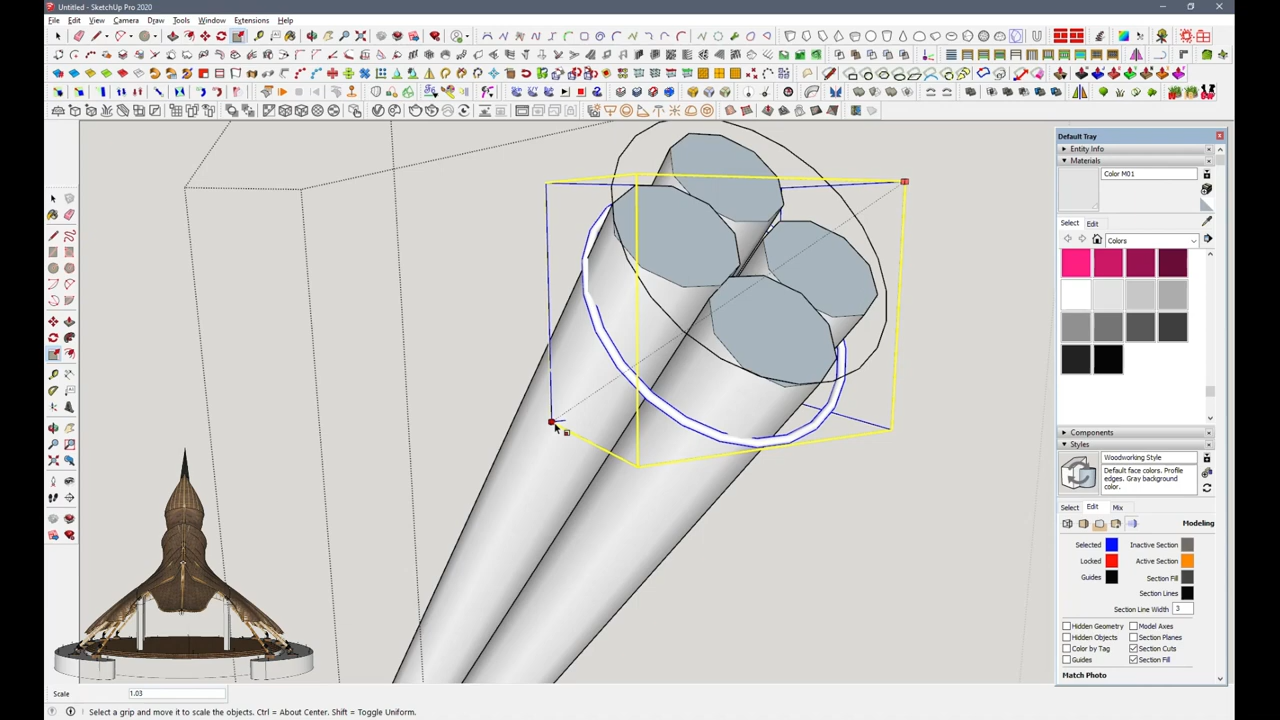 Untitled - SketchUp Pro 2020
File Edit View Camera Draw Tools Window Extensions Help
Default Tray
Entity Info
Materials
Color M01
Select Edit
Colors
Components
Styles
Woodworking Style
Default face colors. Profile
edges. Gray background
color.
Select Edit Mix
Modeling
Selected Inactive Section
Locked Active Section
Guides Section Fill
Section Lines
Section Line Width 3
Hidden Geometry Model Axes
Hidden Objects Section Planes
Color by Tag Section Cuts
Guides Section Fill
Match Photo
Scale 1.03
Select a grip and move it to scale the objects. Ctrl = About Center. Shift = Toggle Uniform.